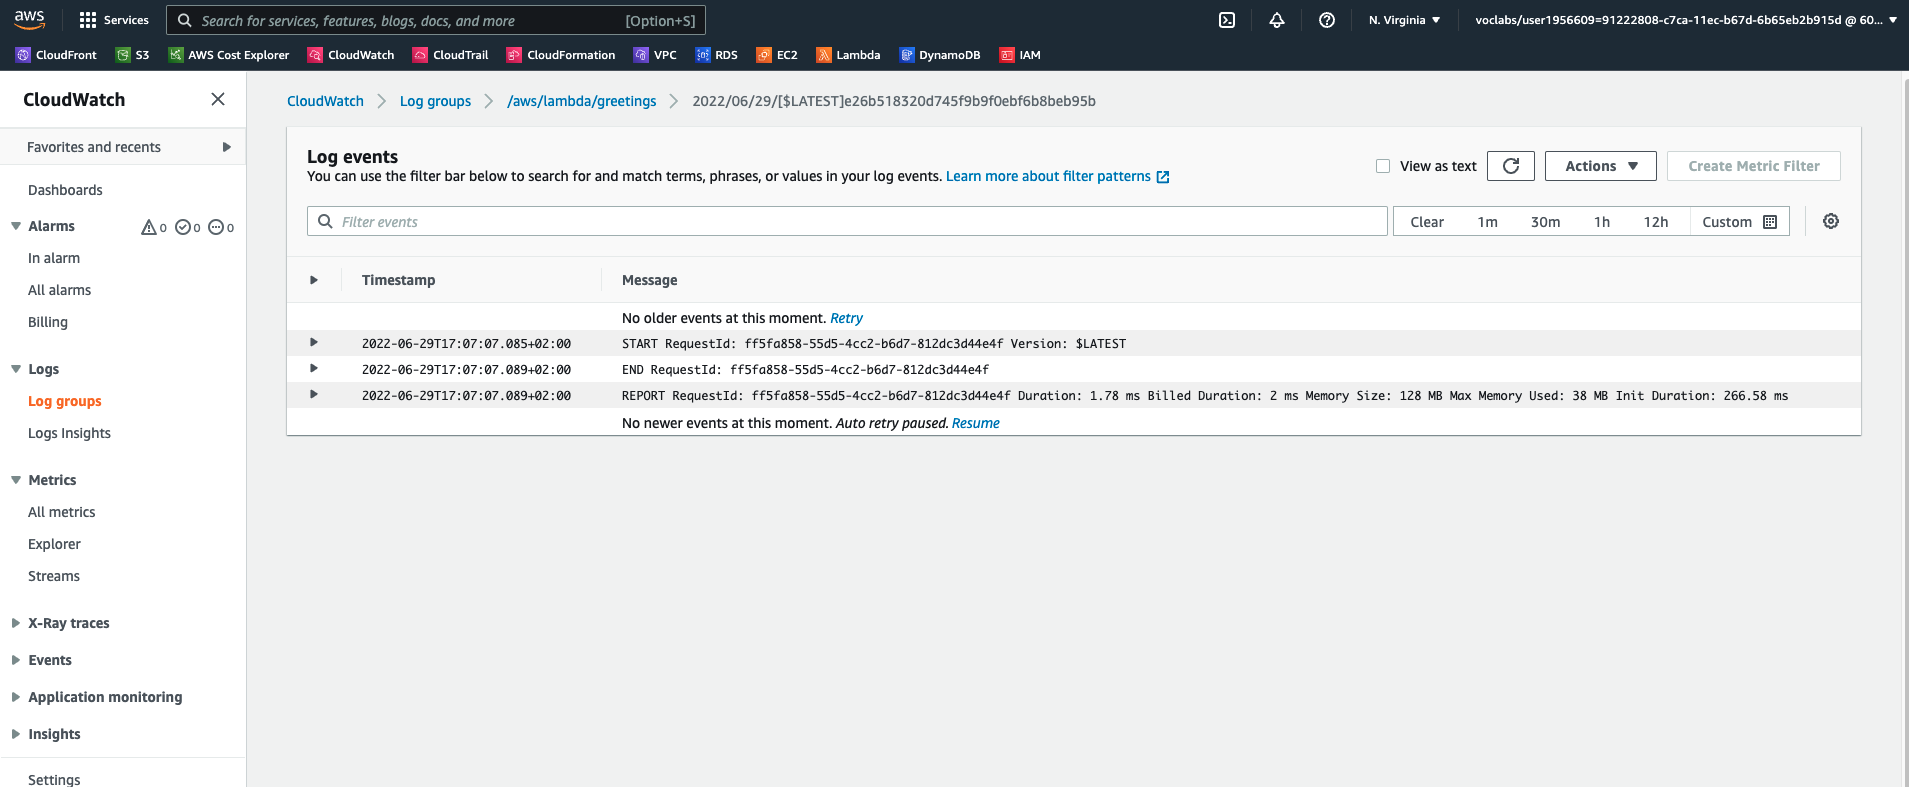 aws
Services
Search for services, features, blogs, docs, and more [Option+S]
N. Virginia
voclabs/user1956609=91222808-c7ca-11ec-b67d-6b65eb2b915d @ 60...
CloudFront S3 AWS Cost Explorer CloudWatch CloudTrail CloudFormation VPC RDS EC2 Lambda DynamoDB IAM
CloudWatch
Favorites and recents
Dashboards
Alarms 0 0 0
In alarm
All alarms
Billing
Logs
Log groups
Logs Insights
Metrics
All metrics
Explorer
Streams
X-Ray traces
Events
Application monitoring
Insights
Settings
CloudWatch Log groups /aws/lambda/greetings 2022/06/29/[$LATEST]e26b518320d745f9b9f0ebf6b8beb95b
Log events
You can use the filter bar below to search for and match terms, phrases, or values in your log events. Learn more about filter patterns
View as text
Actions
Create Metric Filter
Filter events
Clear 1m 30m 1h 12h Custom
Timestamp Message
No older events at this moment. Retry
2022-06-29T17:07:07.085+02:00 START RequestId: ff5fa858-55d5-4cc2-b6d7-812dc3d44e4f Version: $LATEST
2022-06-29T17:07:07.089+02:00 END RequestId: ff5fa858-55d5-4cc2-b6d7-812dc3d44e4f
2022-06-29T17:07:07.089+02:00 REPORT RequestId: ff5fa858-55d5-4cc2-b6d7-812dc3d44e4f Duration: 1.78 ms Billed Duration: 2 ms Memory Size: 128 MB Max Memory Used: 38 MB Init Duration: 266.58 ms
No newer events at this moment. Auto retry paused. Resume